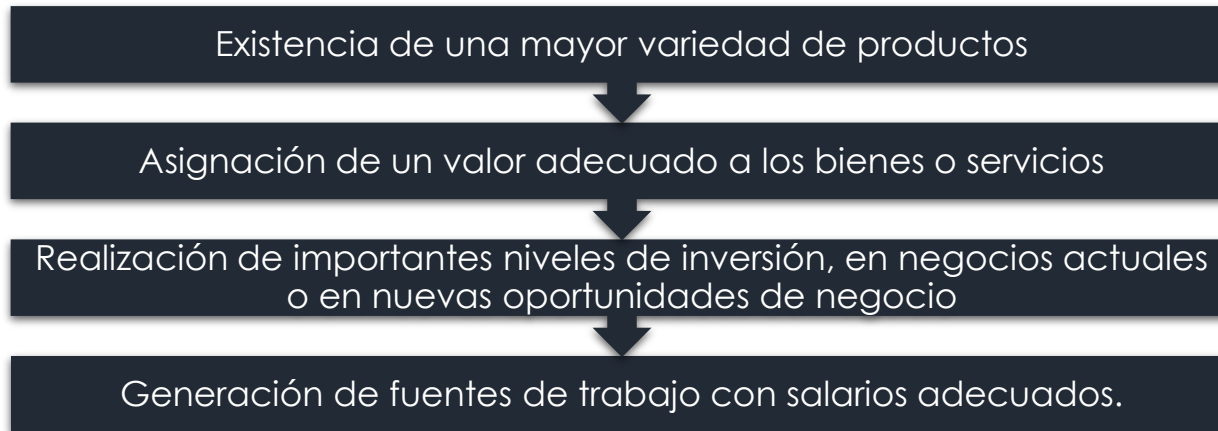 Existencia de una mayor variedad de productos
Asignación de un valor adecuado a los bienes o servicios
Realización de importantes niveles de inversión, en negocios actuales
o en nuevas oportunidades de negocio
Generación de fuentes de trabajo con salarios adecuados.